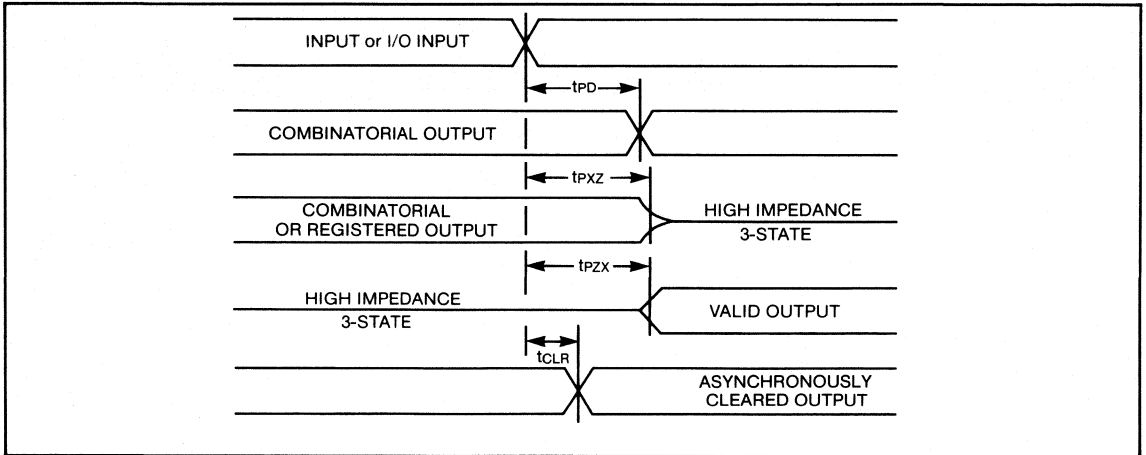 INPUT or I/O INPUT
tPD
COMBINATORIAL OUTPUT
tPXZ
COMBINATORIAL
OR REGISTERED OUTPUT
HIGH IMPEDANCE
3-STATE
tPZX
HIGH IMPEDANCE
3-STATE
VALID OUTPUT
tCLR
ASYNCHRONOUSLY
CLEARED OUTPUT